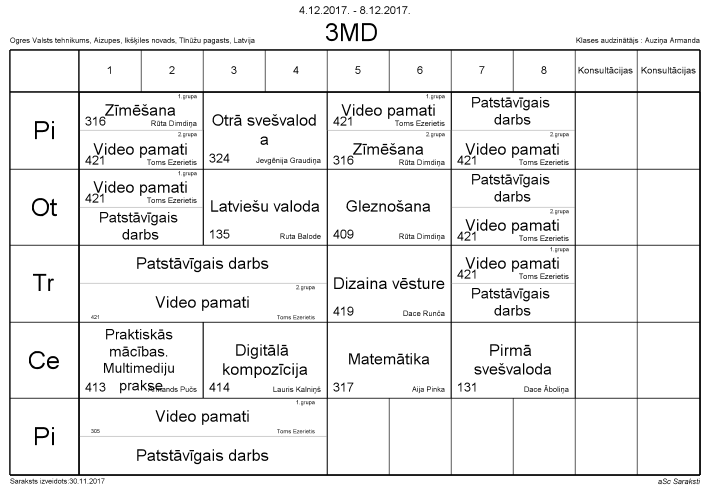 4.12.2017. - 8.12.2017.
3MD
Ogres Valsts tehnikums, Aizupes, Ikšķiles novads, Tīnūžu pagasts, Latvija
Klases audzinātājs : Auziņa Armanda
1 2 3 4 5 6 7 8 Konsultācijas Konsultācijas
Pi
1.grupa
Zīmēšana
316 Rūta Dimdiņa
2.grupa
Video pamati
421 Toms Ezerietis
Otrā svešvalod
a
324 Jevgēnija Graudiņa
1.grupa
Video pamati
421 Toms Ezerietis
2.grupa
Zīmēšana
316 Rūta Dimdiņa
Patstāvīgais
darbs
2.grupa
Video pamati
421 Toms Ezerietis
Ot
1.grupa
Video pamati
421 Toms Ezerietis
Patstāvīgais
darbs
Latviešu valoda
135 Ruta Balode
Gleznošana
409 Rūta Dimdiņa
Patstāvīgais
darbs
2.grupa
Video pamati
421 Toms Ezerietis
Tr
Patstāvīgais darbs
2.grupa
Video pamati
421 Toms Ezerietis
Dizaina vēsture
419 Dace Runča
1.grupa
Video pamati
421 Toms Ezerietis
Patstāvīgais
darbs
Ce
Praktiskās
mācības.
Multimediju
prakse
413 Armands Pučs
Digitālā
kompozīcija
414 Lauris Kalniņš
Matemātika
317 Aija Pinka
Pirmā
svešvaloda
131 Dace Āboliņa
Pi
1.grupa
Video pamati
305 Toms Ezerietis
Patstāvīgais darbs
Saraksts izveidots:30.11.2017
aSc Saraksti